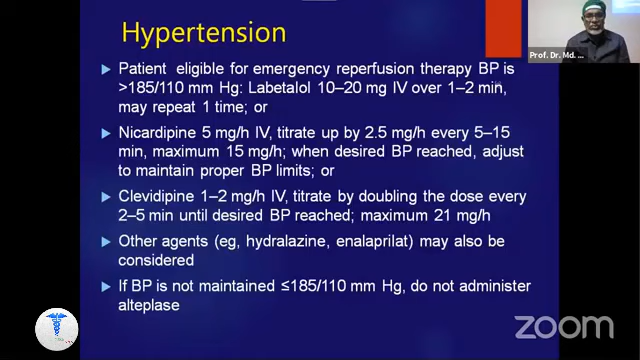 Hypertension
Patient eligible for emergency reperfusion therapy BP is
>185/110 mm Hg: Labetalol 10–20 mg IV over 1–2 min,
may repeat 1 time; or
Nicardipine 5 mg/h IV, titrate up by 2.5 mg/h every 5–15
min, maximum 15 mg/h; when desired BP reached, adjust
to maintain proper BP limits; or
Clevidipine 1–2 mg/h IV, titrate by doubling the dose every
2–5 min until desired BP reached; maximum 21 mg/h
Other agents (eg, hydralazine, enalaprilat) may also be
considered
If BP is not maintained ≤185/110 mm Hg, do not administer
alteplase
Prof. Dr. Md. ...
zoom